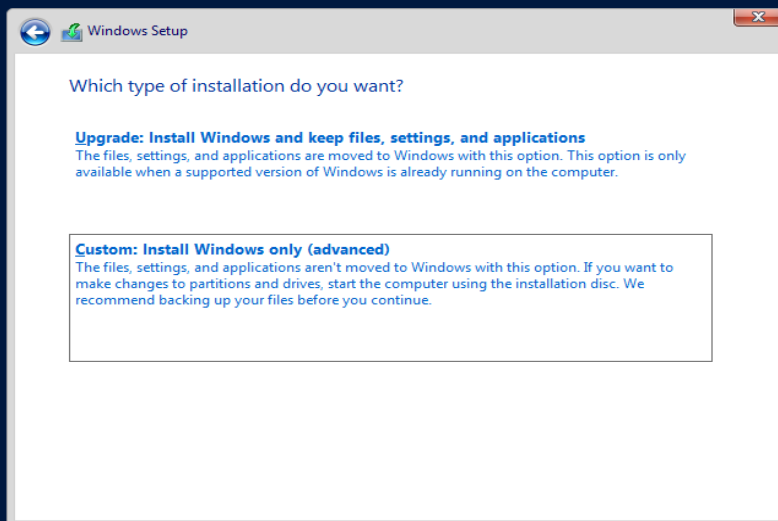 Windows Setup
Which type of installation do you want?
Upgrade: Install Windows and keep files, settings, and applications
The files, settings, and applications are moved to Windows with this option. This option is only
available when a supported version of Windows is already running on the computer.
Custom: Install Windows only (advanced)
The files, settings, and applications aren't moved to Windows with this option. If you want to
make changes to partitions and drives, start the computer using the installation disc. We
recommend backing up your files before you continue.